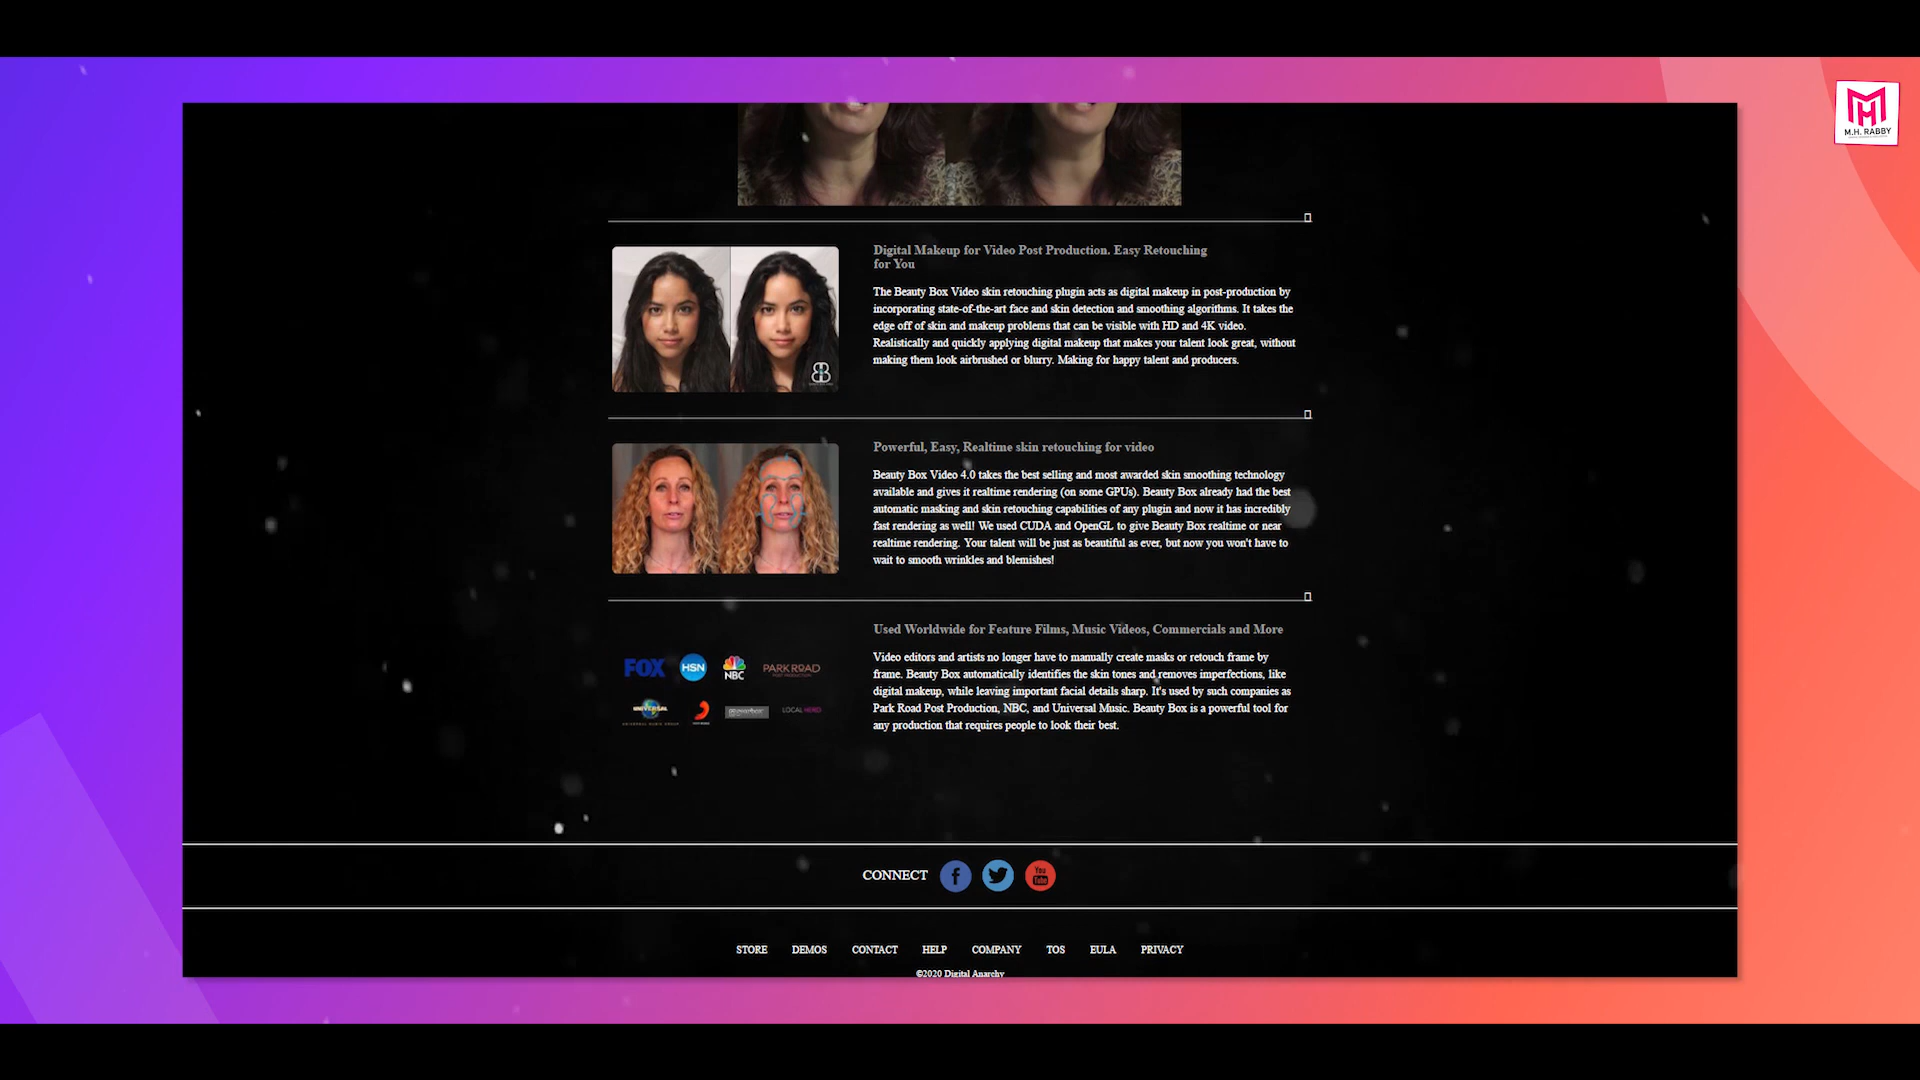 M.H. RABBY
Digital Makeup for Video Post Production. Easy Retouching
for You
The Beauty Box Video skin retouching plugin acts as digital makeup in post-production by
incorporating state-of-the-art face and skin detection and smoothing algorithms. It takes the
edge off of skin and makeup problems that can be visible with HD and 4K video.
Realistically and quickly applying digital makeup that makes your talent look great, without
making them look airbrushed or blurry. Making for happy talent and producers.
Powerful, Easy, Realtime skin retouching for video
Beauty Box Video 4.0 takes the best selling and most awarded skin smoothing technology
available and gives it realtime rendering (on some GPUs). Beauty Box already had the best
automatic masking and skin retouching capabilities of any plugin and now it has incredibly
fast rendering as well! We used CUDA and OpenGL to give Beauty Box realtime or near
realtime rendering. Your talent will be just as beautiful as ever, but now you won't have to
wait to smooth wrinkles and blemishes!
Used Worldwide for Feature Films, Music Videos, Commercials and More
Video editors and artists no longer have to manually create masks or retouch frame by
frame. Beauty Box automatically identifies the skin tones and removes imperfections, like
digital makeup, while leaving important facial details sharp. It's used by such companies as
Park Road Post Production, NBC, and Universal Music. Beauty Box is a powerful tool for
any production that requires people to look their best.
FOX HSN NBC PARK ROAD
POST PRODUCTION
UNIVERSAL LOCAL HERO
UNIVERSAL MUSIC GROUP
CONNECT f You Tube
STORE DEMOS CONTACT HELP COMPANY TOS EULA PRIVACY
©2020 Digital Anarchy